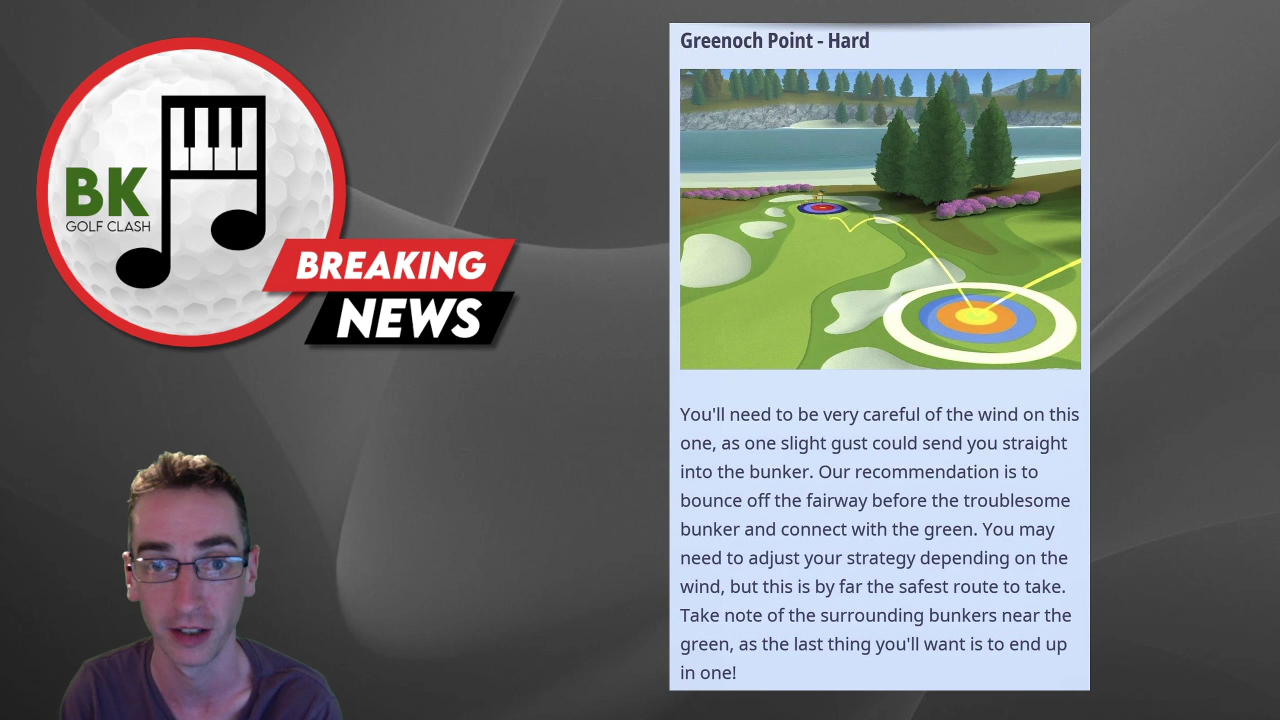 BK
GOLF CLASH
BREAKING
NEWS
Greenoch Point - Hard
You'll need to be very careful of the wind on this
one, as one slight gust could send you straight
into the bunker. Our recommendation is to
bounce off the fairway before the troublesome
bunker and connect with the green. You may
need to adjust your strategy depending on the
wind, but this is by far the safest route to take.
Take note of the surrounding bunkers near the
green, as the last thing you'll want is to end up
in one!